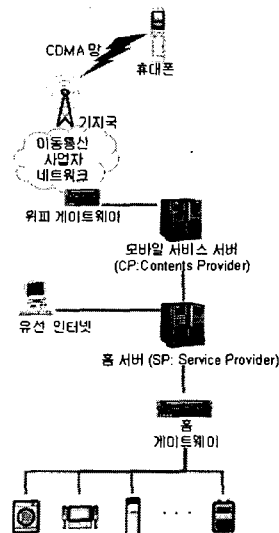 CDMA 망
휴대폰
기지국
이동통신
사업자
네트워크
위피 게이트웨이
모바일 서비스 서버
(CP:Contents Provider)
유선 인터넷
홈 서버 (SP: Service Provider)
홈
게이트웨이